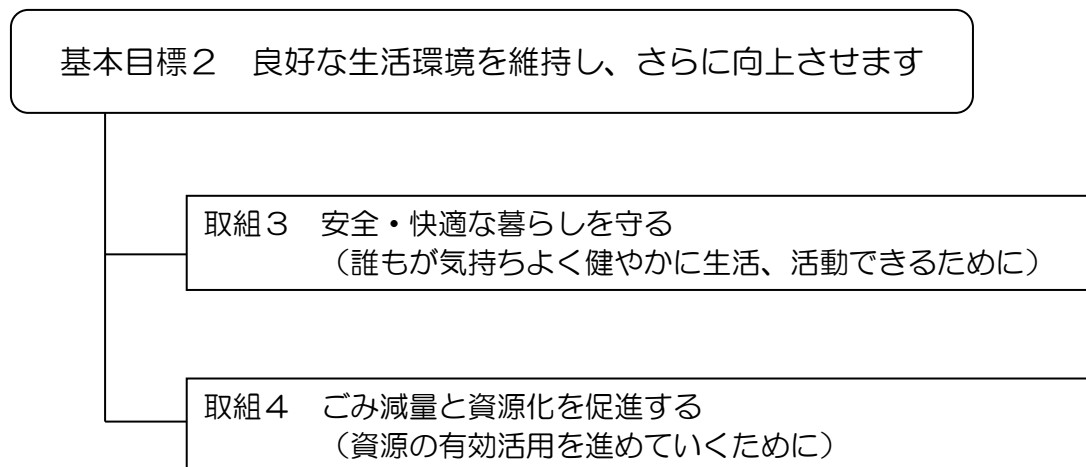 基本目標２　良好な生活環境を維持し、さらに向上させます
取組３　安全・快適な暮らしを守る
（誰もが気持ちよく健やかに生活、活動できるために）
取組４　ごみ減量と資源化を促進する
（資源の有効活用を進めていくために）